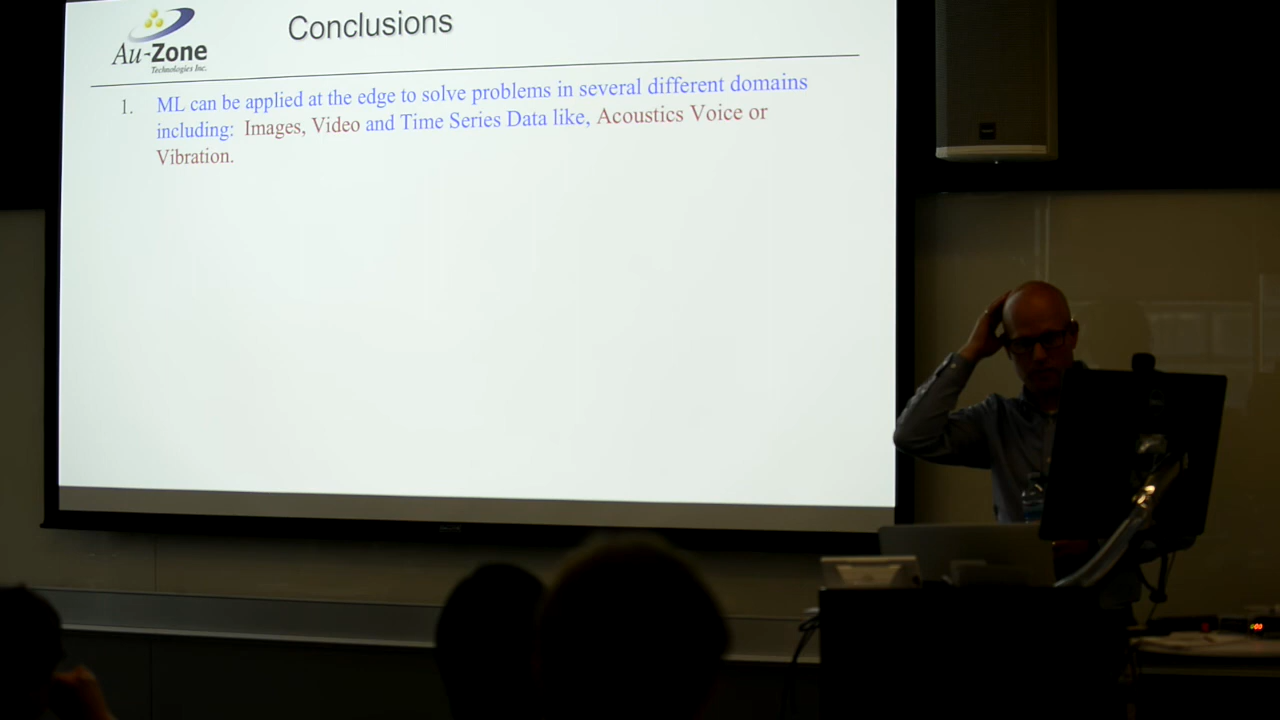 Au-Zone
Technologies Inc.
Conclusions
1. ML can be applied at the edge to solve problems in several different domains
including: Images, Video and Time Series Data like, Acoustics Voice or
Vibration.